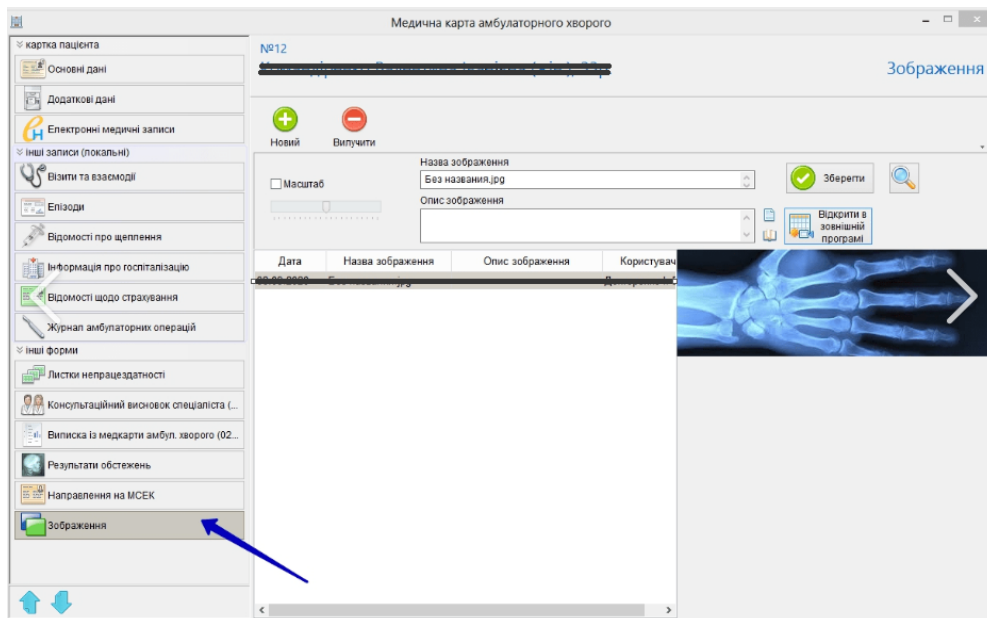 Медична карта амбулаторного хворого
картка пацієнта
Основні дані
Додаткові дані
Електронні медичні записи
інші записи (локальні)
Візити та взаємодії
Епізоди
Відомості про щеплення
Інформація про госпіталізацію
Відомості щодо страхування
Журнал амбулаторних операцій
інші форми
Листки непрацездатності
Консультаційний висновок спеціаліста (...
Виписка із медкарти амбул. хворого (02...
Результати обстежень
Направлення на МСЕК
Зображення
№12
Зображення
Новий
Вилучити
Масштаб
Назва зображення
Без названия.jpg
Опис зображення
Зберегти
Відкрити в
зовнішній
програмі
Дата
Назва зображення
Опис зображення
Користувач